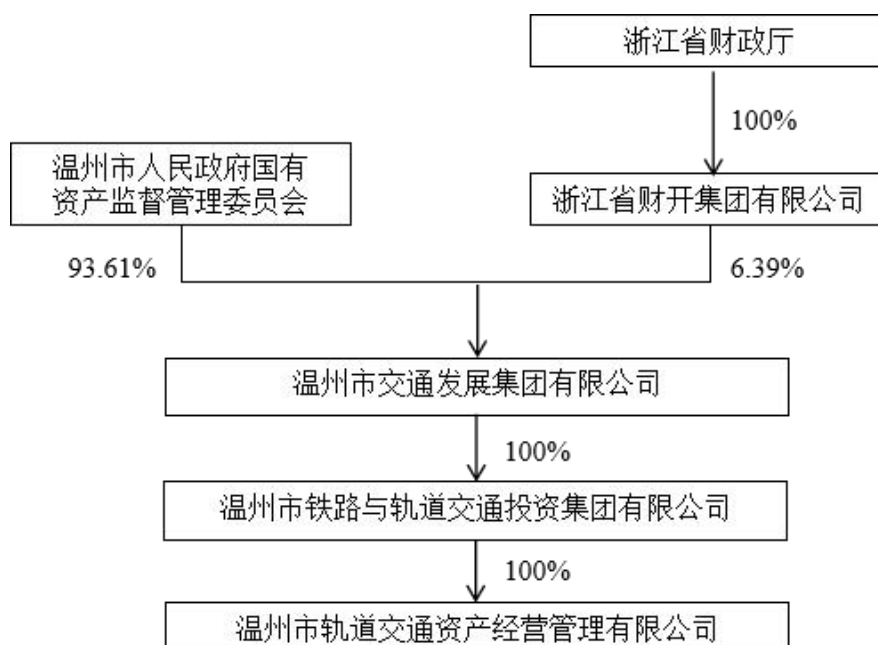 浙江省财政厅
100%
温州市人民政府国有
资产监督管理委员会
浙江省财开集团有限公司
93.61%
6.39%
温州市交通发展集团有限公司
100%
温州市铁路与轨道交通投资集团有限公司
100%
温州市轨道交通资产经营管理有限公司